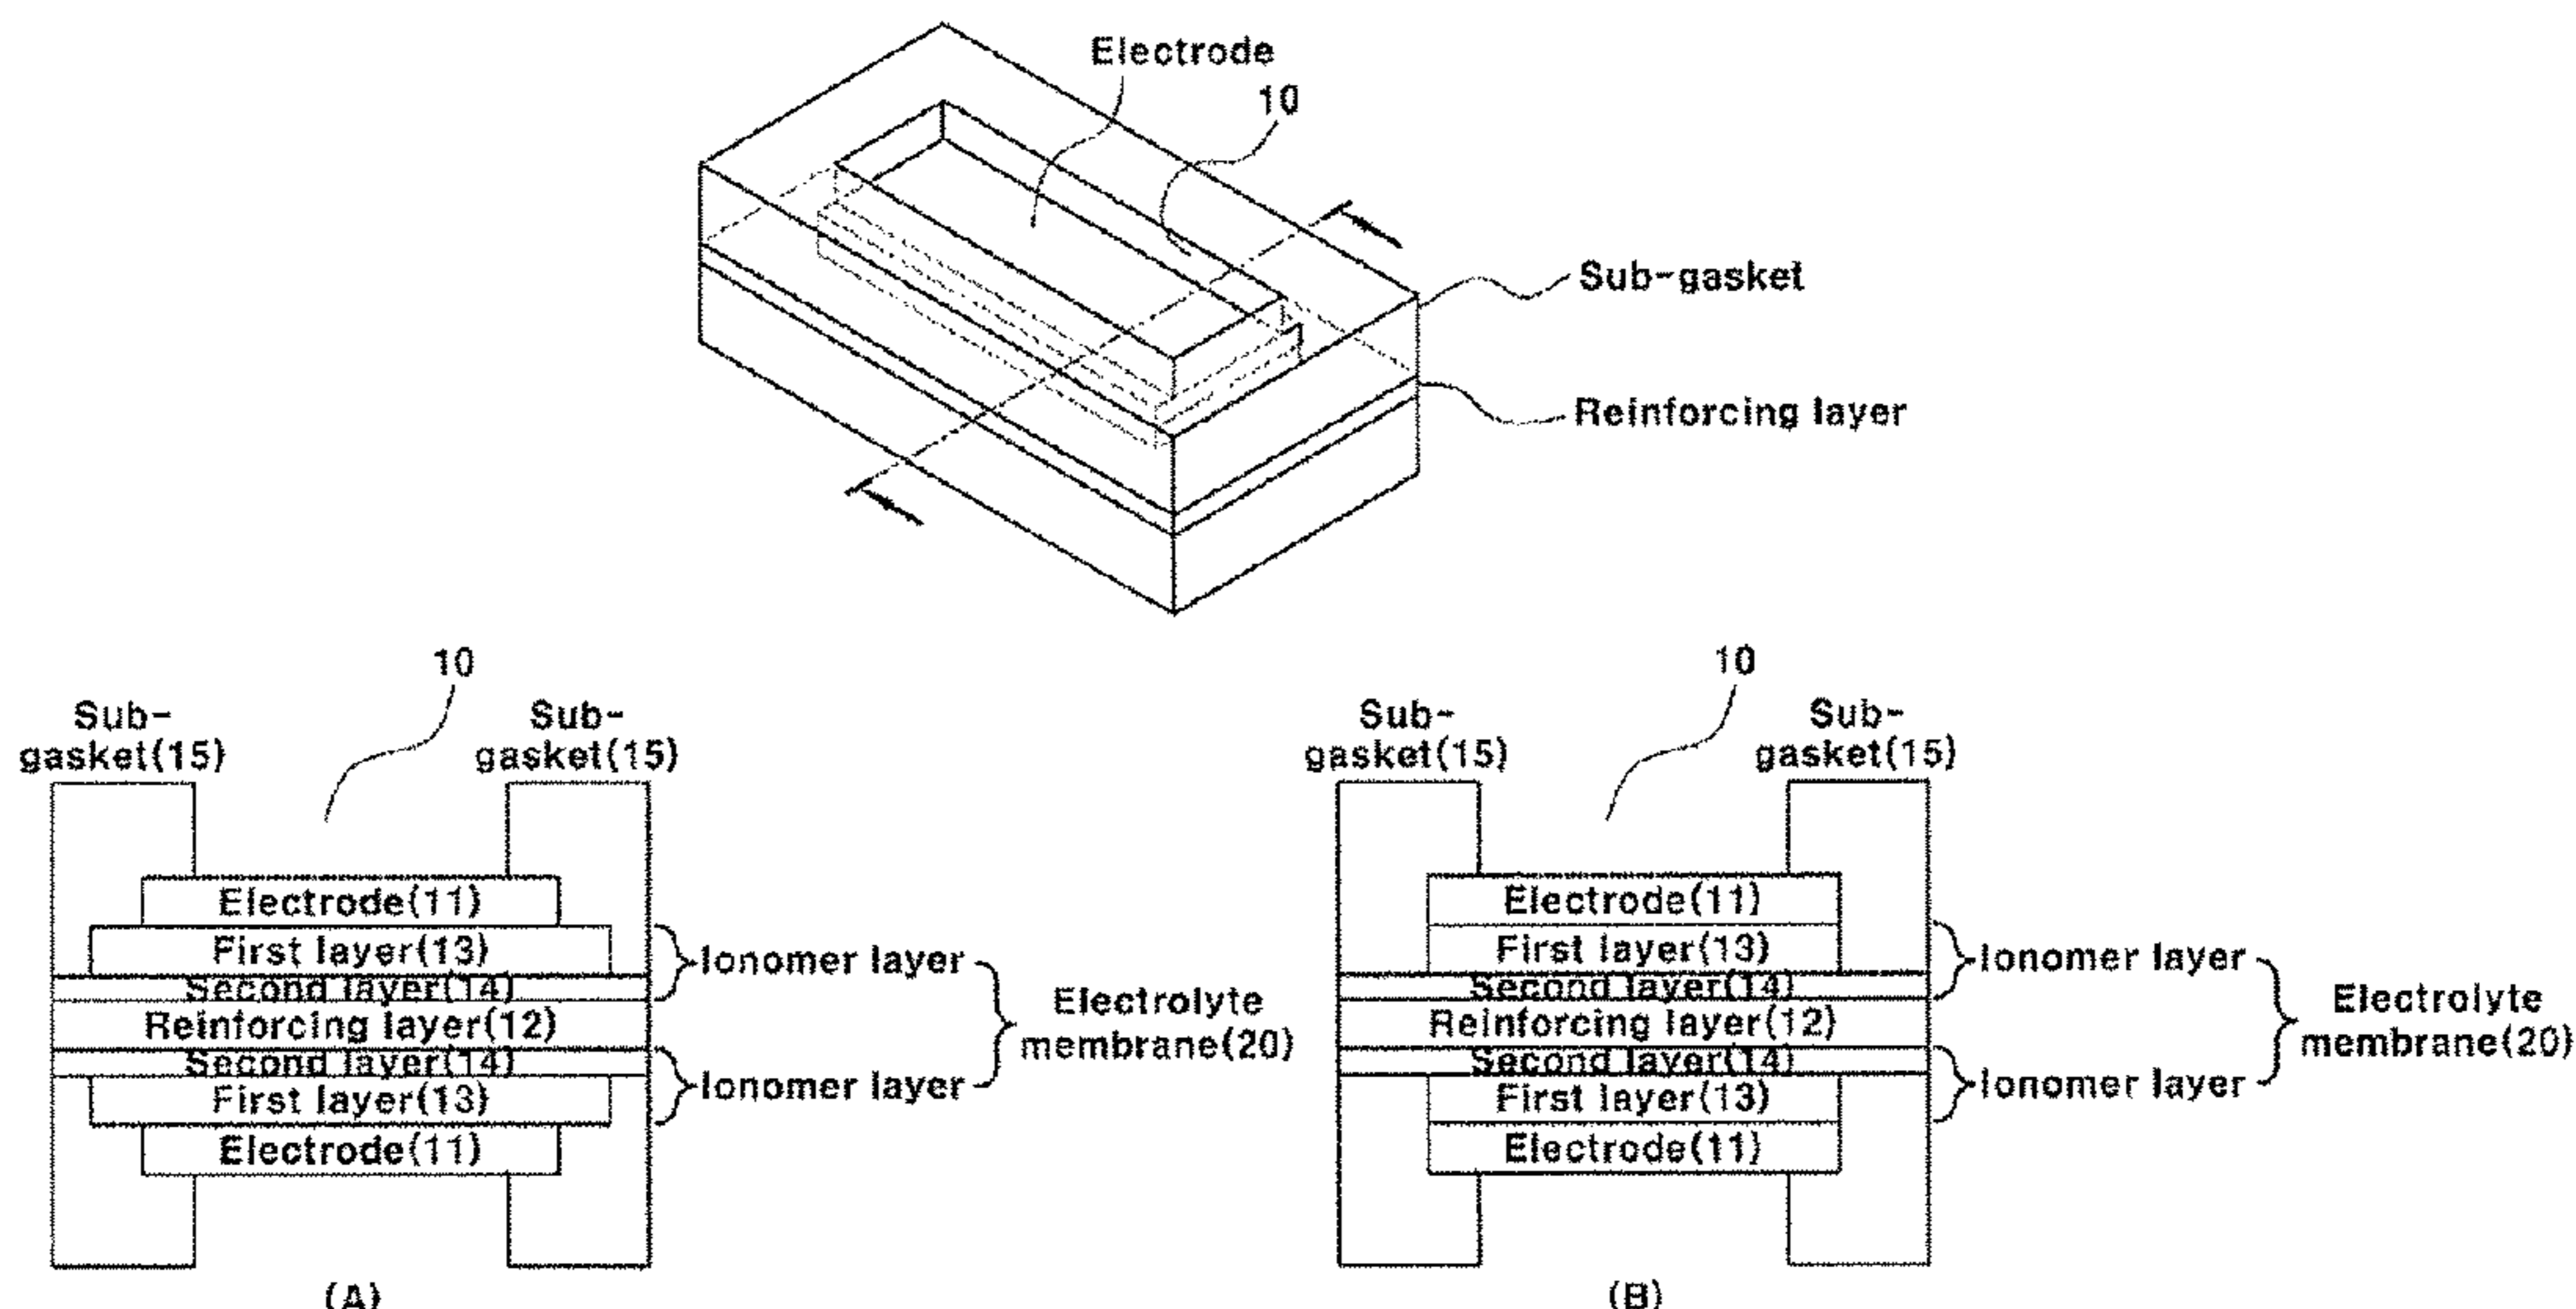 Electrode
10
Sub-gasket
Reinforcing layer
10
Sub-
gasket(15)
Sub-
gasket(15)
Electrode(11)
First layer(13)
Second layer(14)
Reinforcing layer(12)
Second layer(14)
First layer(13)
Electrode(11)
Ionomer layer
Ionomer layer
Electrolyte
membrane(20)
(A)
10
Sub-
gasket(15)
Sub-
gasket(15)
Electrode(11)
First layer(13)
Second layer(14)
Reinforcing layer(12)
Second layer(14)
First layer(13)
Electrode(11)
Ionomer layer
Ionomer layer
Electrolyte
membrane(20)
(B)